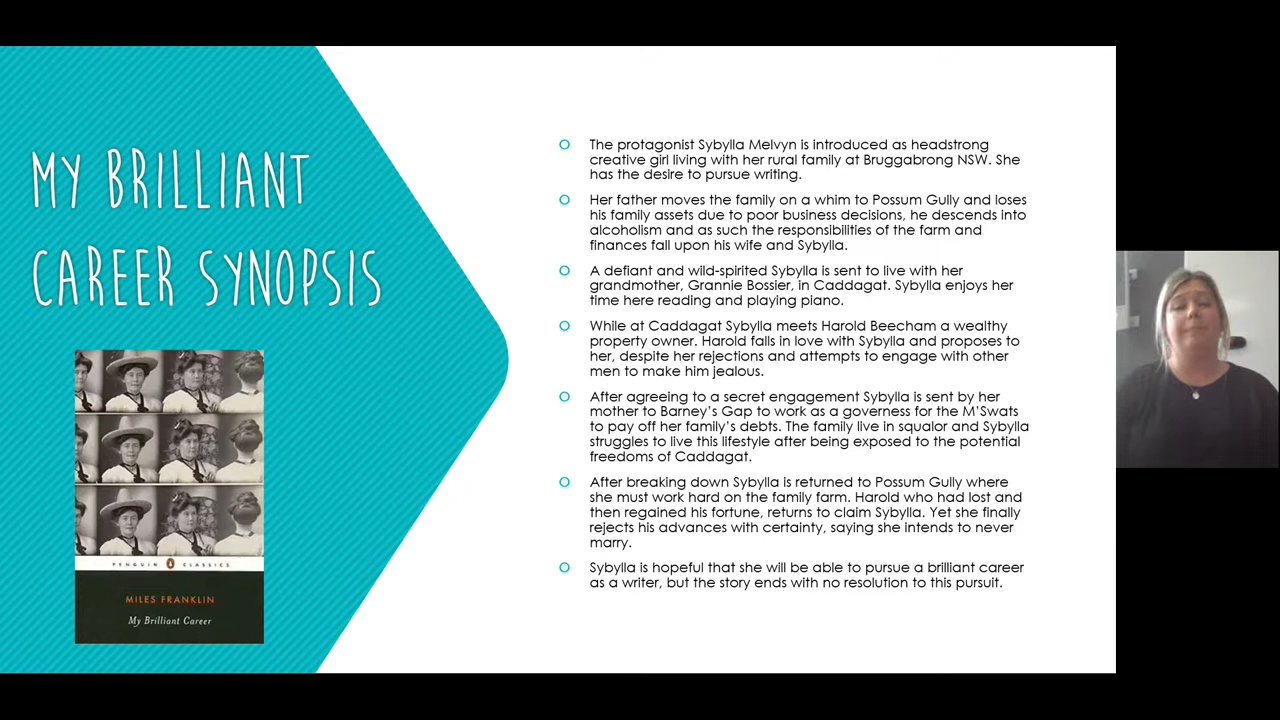 MY BRILLIANT
CAREER SYNOPSIS
PENGUIN CLASSICS
MILES FRANKLIN
My Brilliant Career
O The protagonist Sybylla Melvyn is introduced as headstrong
creative girl living with her rural family at Bruggabrong NSW. She
has the desire to pursue writing.
O Her father moves the family on a whim to Possum Gully and loses
his family assets due to poor business decisions, he descends into
alcoholism and as such the responsibilities of the farm and
finances fall upon his wife and Sybylla.
O A defiant and wild-spirited Sybylla is sent to live with her
grandmother, Grannie Bossier, in Caddagat. Sybylla enjoys her
time here reading and playing piano.
O While at Caddagat Sybylla meets Harold Beecham a wealthy
property owner. Harold falls in love with Sybylla and proposes to
her, despite her rejections and attempts to engage with other
men to make him jealous.
O After agreeing to a secret engagement Sybylla is sent by her
mother to Barney's Gap to work as a governess for the M'Swats
to pay off her family's debts. The family live in squalor and Sybylla
struggles to live this lifestyle after being exposed to the potential
freedoms of Caddagat.
O After breaking down Sybylla is returned to Possum Gully where
she must work hard on the family farm. Harold who had lost and
then regained his fortune, returns to claim Sybylla. Yet she finally
rejects his advances with certainty, saying she intends to never
marry.
O Sybylla is hopeful that she will be able to pursue a brilliant career
as a writer, but the story ends with no resolution to this pursuit.